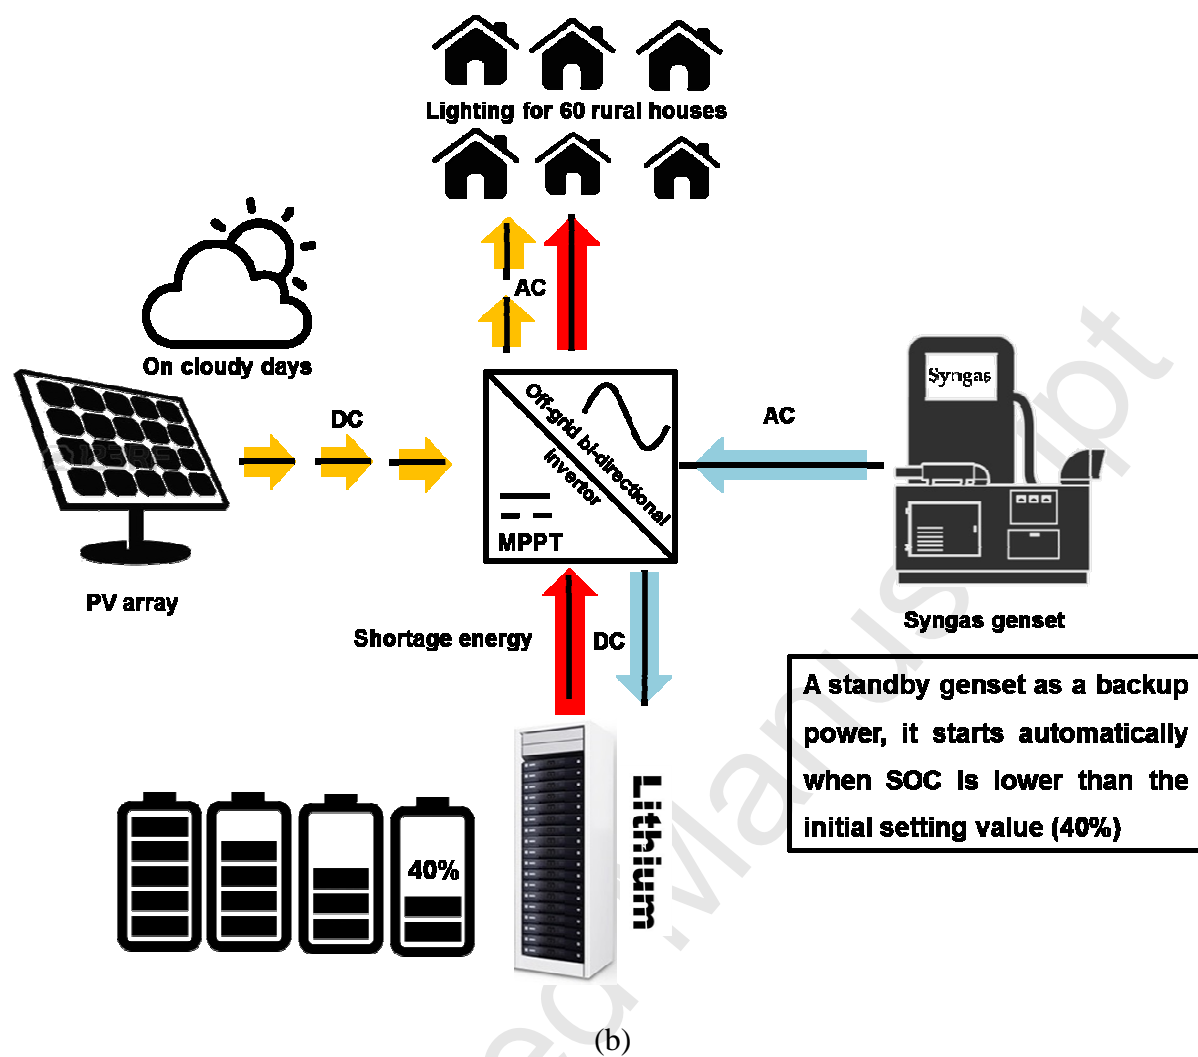 Lighting for 60 rural houses
AC
On cloudy days
DC
AC
Syngas
Off-grid bi-directional
invertor
MPPT
PV array
Syngas genset
Shortage energy
DC
A standby genset as a backup
power, it starts automatically
when SOC is lower than the
initial setting value (40%)
Lithium
40%
(b)